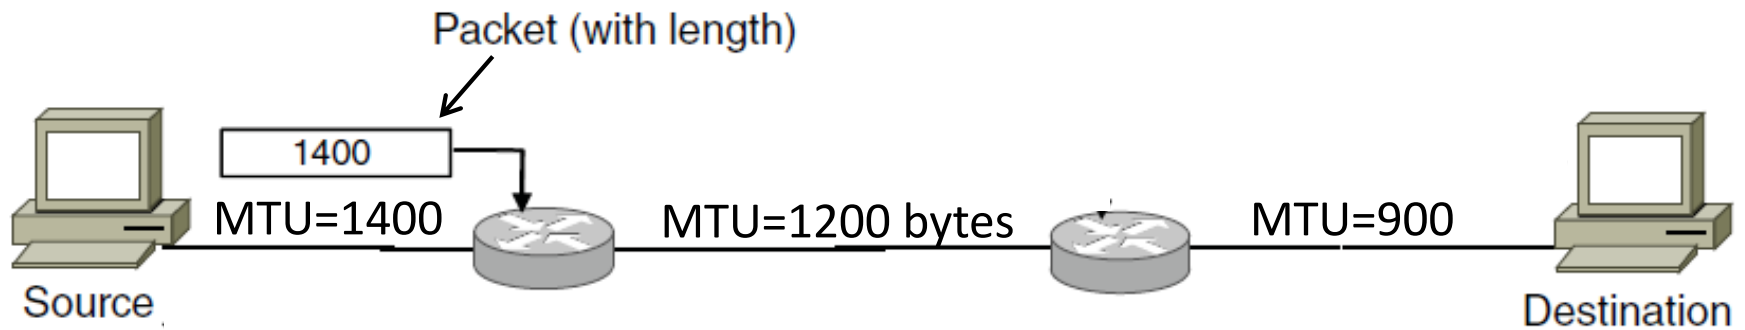 Packet (with length)
1400
MTU=1400
MTU=1200 bytes
MTU=900
Source
Destination